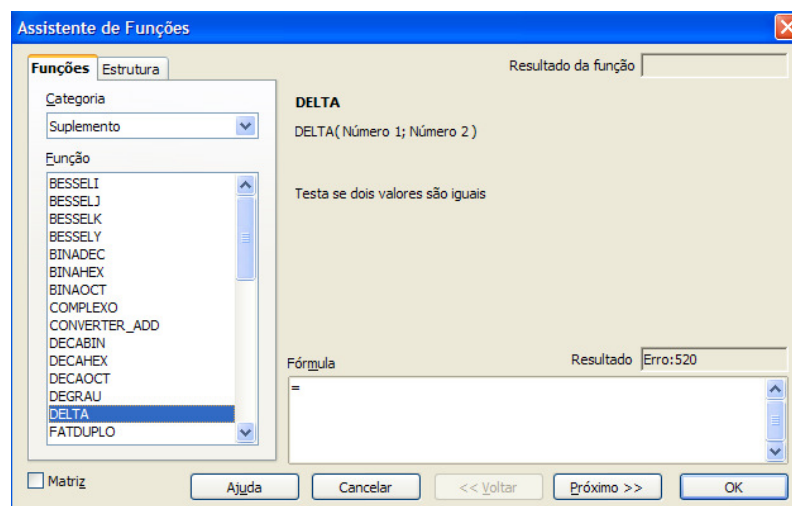 Assistente de Funções
Funções Estrutura
Resultado da função
Categoria
Suplemento
Função
BESSELI
BESSELJ
BESSELK
BESSELY
BINADEC
BINAHEX
BINAOCT
COMPLEXO
CONVERTER_ADD
DECABIN
DECAHEX
DECAOCT
DEGRAU
DELTA
FATDUPLO
DELTA
DELTA( Número 1; Número 2 )
Testa se dois valores são iguais
Fórmula
Resultado Erro:520
=
Matriz
Ajuda Cancelar << Voltar Próximo >> OK